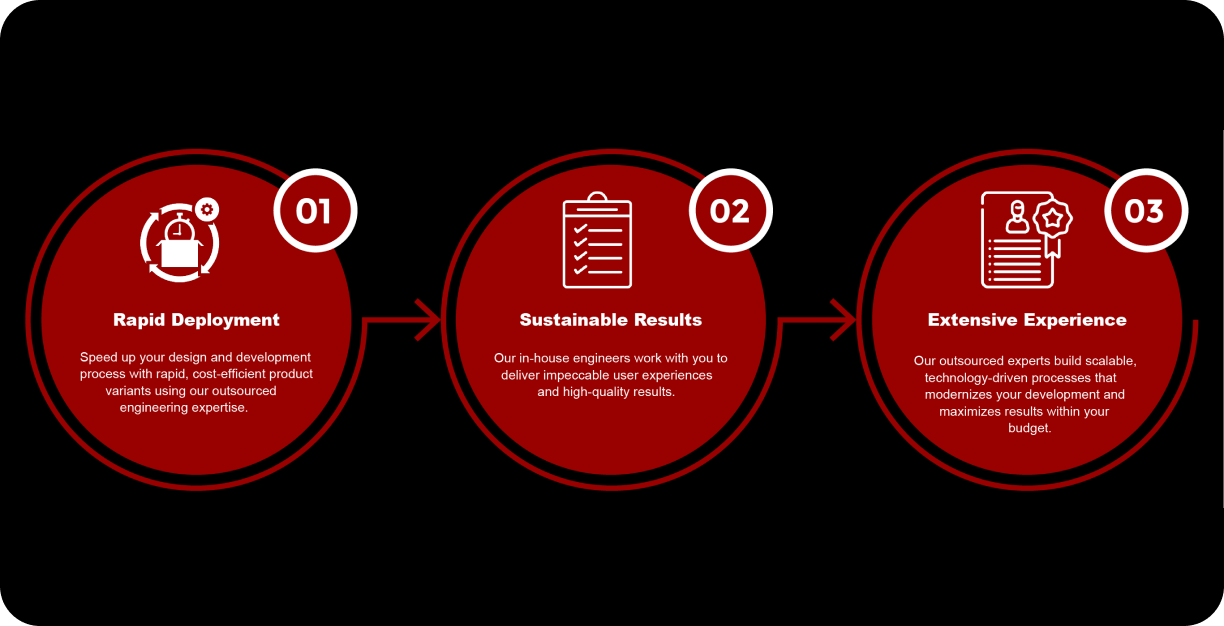 01
Rapid Deployment
Speed up your design and development
process with rapid, cost-efficient product
variants using our outsourced
engineering expertise.
02
Sustainable Results
Our in-house engineers work with you to
deliver impeccable user experiences
and high-quality results.
03
Extensive Experience
Our outsourced experts build scalable,
technology-driven processes that
modernizes your development and
maximizes results within your
budget.